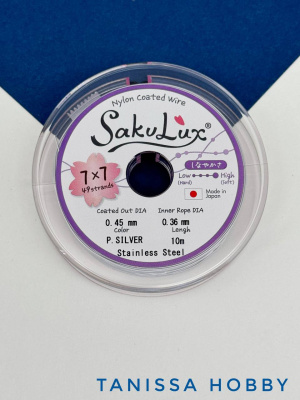 Nylon Coated Wire
SakuLux®
7×7
49strands
しなやかさ
Low High
(Hard) (Soft)
Made in
Japan
Coated Out DIA Inner Rope DIA
0.45 mm 0.36 mm
Color Lengh
P.SILVER 10m
Stainless Steel
TANISSA HOBBY